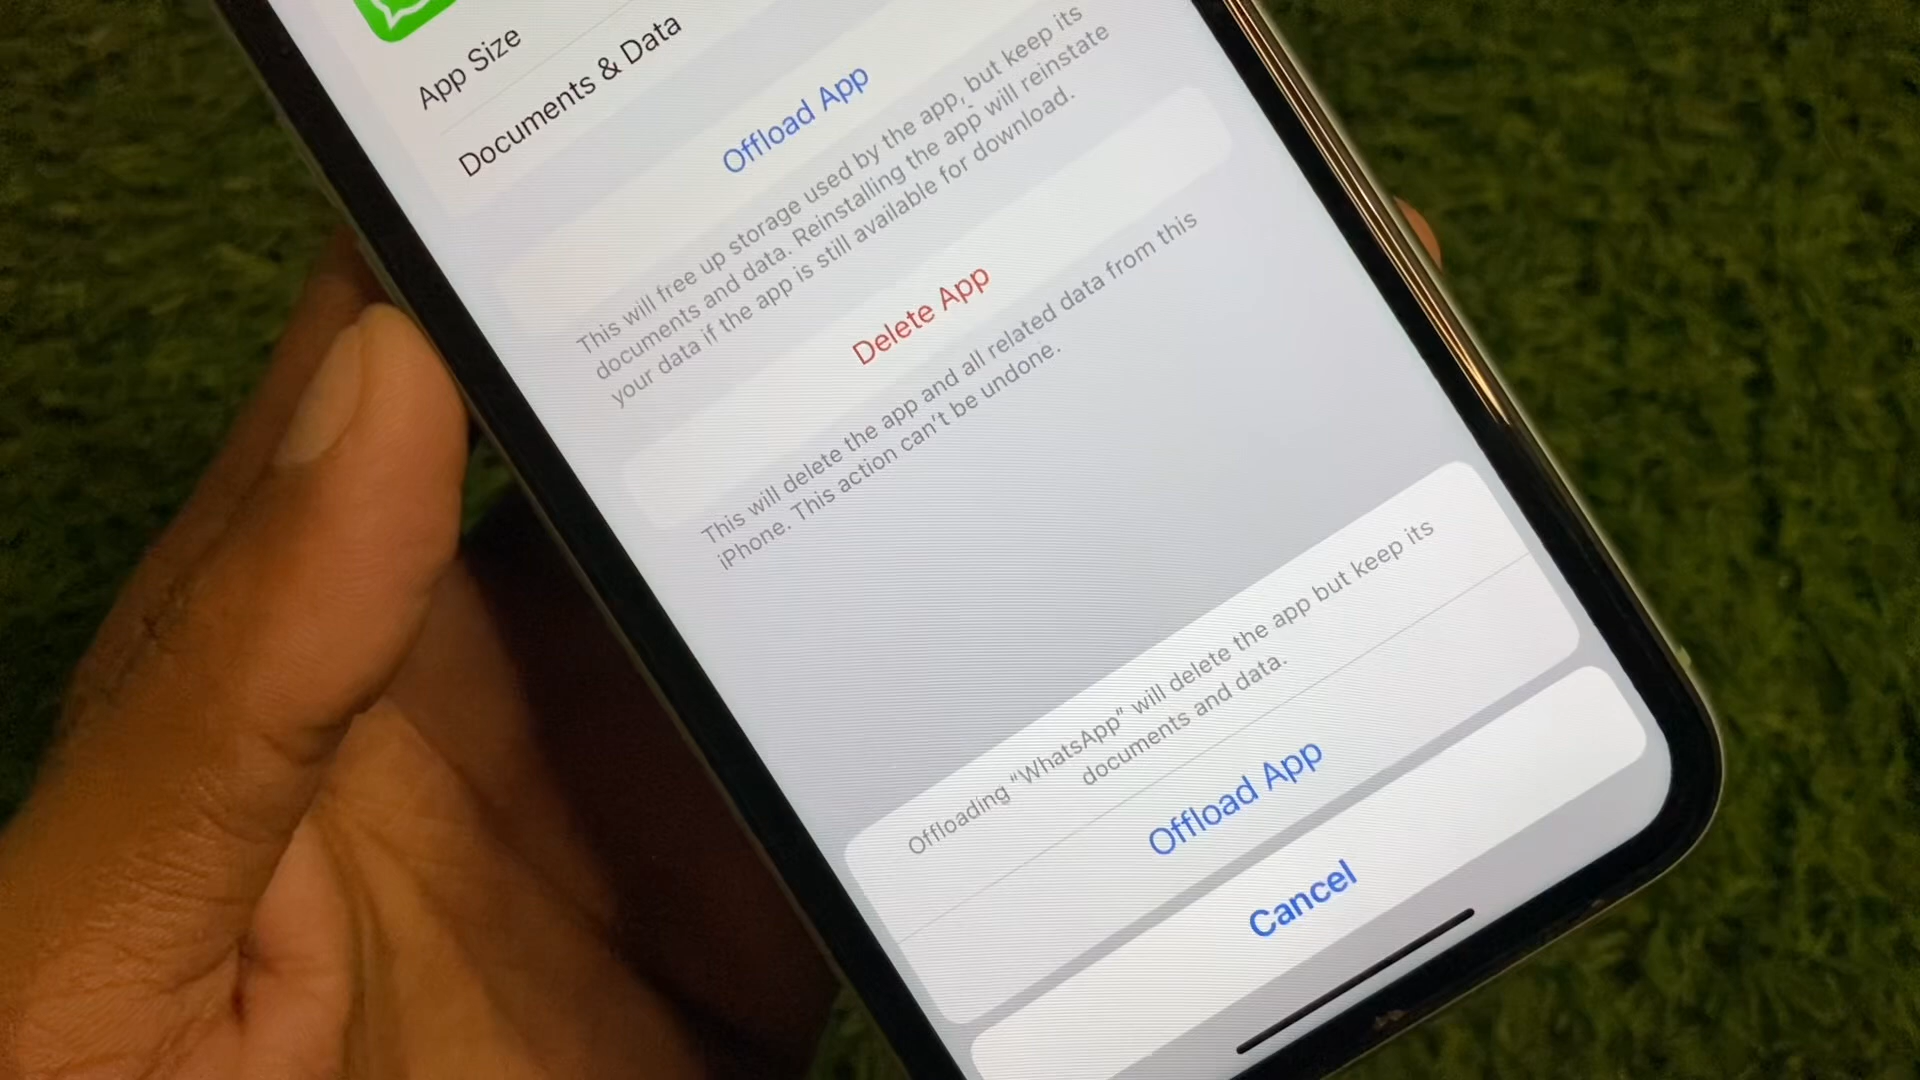 App Size
Documents & Data
Offload App
This will free up storage used by the app, but keep its
documents and data. Reinstalling the app will reinstate
your data if the app is still available for download.
Delete App
This will delete the app and all related data from this
iPhone. This action can't be undone.
Offloading “WhatsApp” will delete the app but keep its
documents and data.
Offload App
Cancel